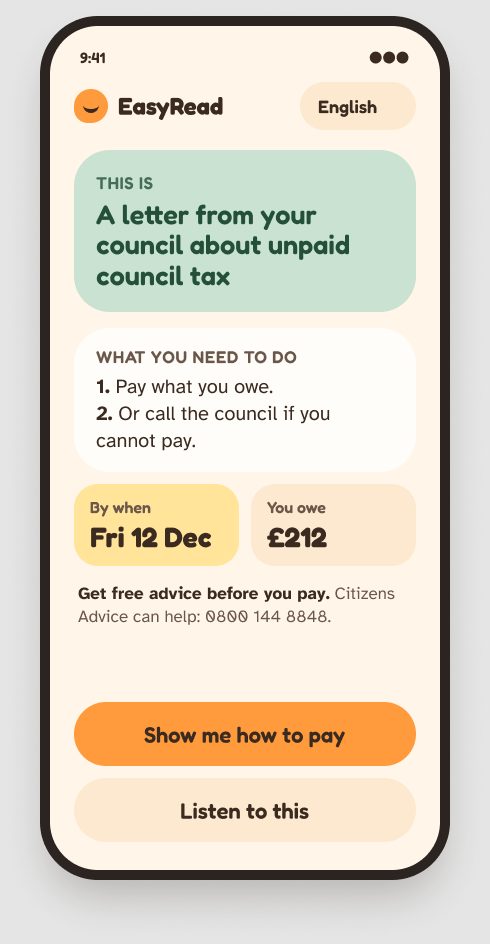 9:41
EasyRead
English
THIS IS
A letter from your
council about unpaid
council tax
WHAT YOU NEED TO DO
1. Pay what you owe.
2. Or call the council if you
cannot pay.
By when
Fri 12 Dec
You owe
£212
Get free advice before you pay. Citizens
Advice can help: 0800 144 8848.
Show me how to pay
Listen to this